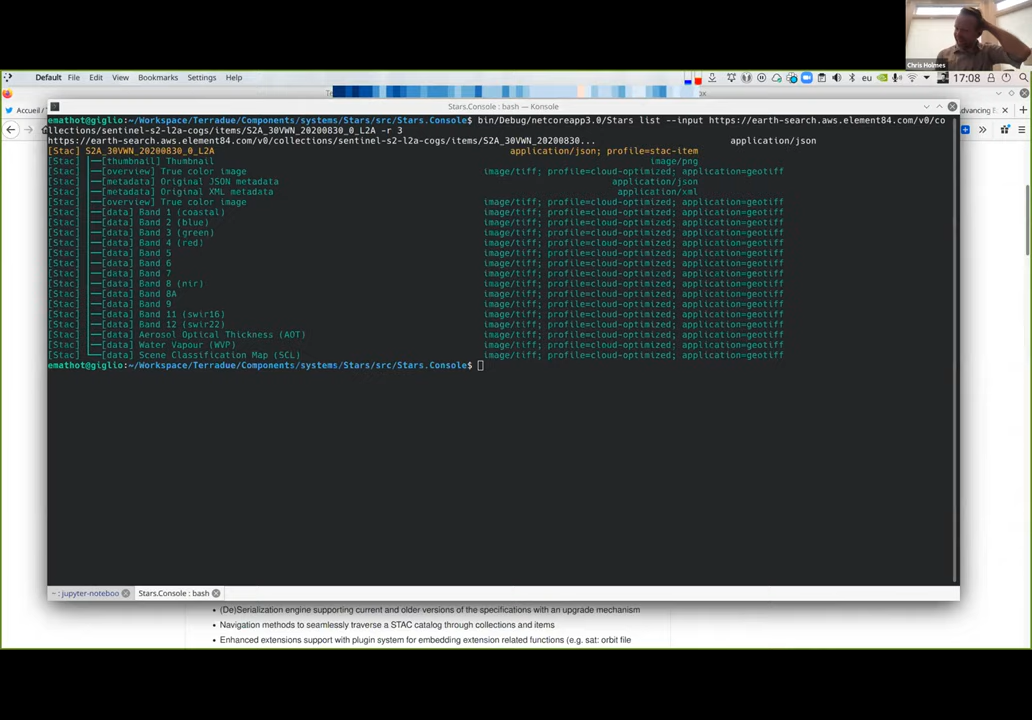 Chris Holmes
Default File Edit View Bookmarks Settings Help
eu 17:08
Stars.Console : bash — Konsole
Accueil / T
dvancing E
emathot@giglio:~/Workspace/Terradue/Components/systems/Stars/src/Stars.Console$ bin/Debug/netcoreapp3.0/Stars list --input https://earth-search.aws.element84.com/v0/co
llections/sentinel-s2-l2a-cogs/items/S2A_30VWN_20200830_0_L2A -r 3
https://earth-search.aws.element84.com/v0/collections/sentinel-s2-l2a-cogs/items/S2A_30VWN_2020083O... application/json
[Stac] S2A_30VWN_20200830_0_L2A application/json; profile=stac-item
[Stac] ├──[thumbnail] Thumbnail image/png
[Stac] ├──[overview] True color image image/tiff; profile=cloud-optimized; application=geotiff
[Stac] ├──[metadata] Original JSON metadata application/json
[Stac] ├──[metadata] Original XML metadata application/xml
[Stac] ├──[overview] True color image image/tiff; profile=cloud-optimized; application=geotiff
[Stac] ├──[data] Band 1 (coastal) image/tiff; profile=cloud-optimized; application=geotiff
[Stac] ├──[data] Band 2 (blue) image/tiff; profile=cloud-optimized; application=geotiff
[Stac] ├──[data] Band 3 (green) image/tiff; profile=cloud-optimized; application=geotiff
[Stac] ├──[data] Band 4 (red) image/tiff; profile=cloud-optimized; application=geotiff
[Stac] ├──[data] Band 5 image/tiff; profile=cloud-optimized; application=geotiff
[Stac] ├──[data] Band 6 image/tiff; profile=cloud-optimized; application=geotiff
[Stac] ├──[data] Band 7 image/tiff; profile=cloud-optimized; application=geotiff
[Stac] ├──[data] Band 8 (nir) image/tiff; profile=cloud-optimized; application=geotiff
[Stac] ├──[data] Band 8A image/tiff; profile=cloud-optimized; application=geotiff
[Stac] ├──[data] Band 9 image/tiff; profile=cloud-optimized; application=geotiff
[Stac] ├──[data] Band 11 (swir16) image/tiff; profile=cloud-optimized; application=geotiff
[Stac] ├──[data] Band 12 (swir22) image/tiff; profile=cloud-optimized; application=geotiff
[Stac] ├──[data] Aerosol Optical Thickness (AOT) image/tiff; profile=cloud-optimized; application=geotiff
[Stac] ├──[data] Water Vapour (WVP) image/tiff; profile=cloud-optimized; application=geotiff
[Stac] └──[data] Scene Classification Map (SCL) image/tiff; profile=cloud-optimized; application=geotiff
emathot@giglio:~/Workspace/Terradue/Components/systems/Stars/src/Stars.Console$
~ : jupyter-noteboo Stars.Console : bash
• (De)Serialization engine supporting current and older versions of the specifications with an upgrade mechanism
• Navigation methods to seamlessly traverse a STAC catalog through collections and items
• Enhanced extensions support with plugin system for embedding extension related functions (e.g. sat: orbit file